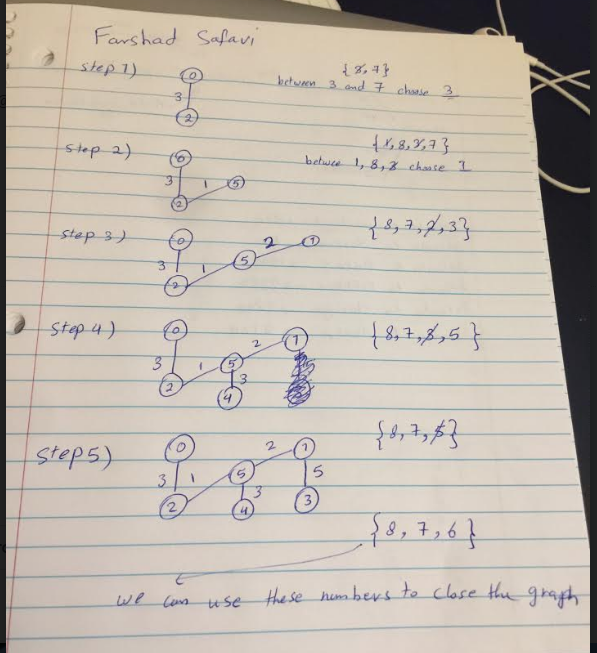 Farshad Safavi
Step 1)
0
3
2
{3,7}
between 3 and 7 choose 3
Step 2)
0
3 1 5
2
{1,8,3,7}
betwee 1, 8, choose 1
Step 3)
0 2 1
3 1 5
2
{8,7,2,3}
Step 4)
0 2 1
3 1 5
2 3
4
{8,7,3,5}
Step 5)
0 2 1
3 1 5 5
2 3
4 3
{8,7,5}
{8,7,6}
we can use these numbers to close the graph